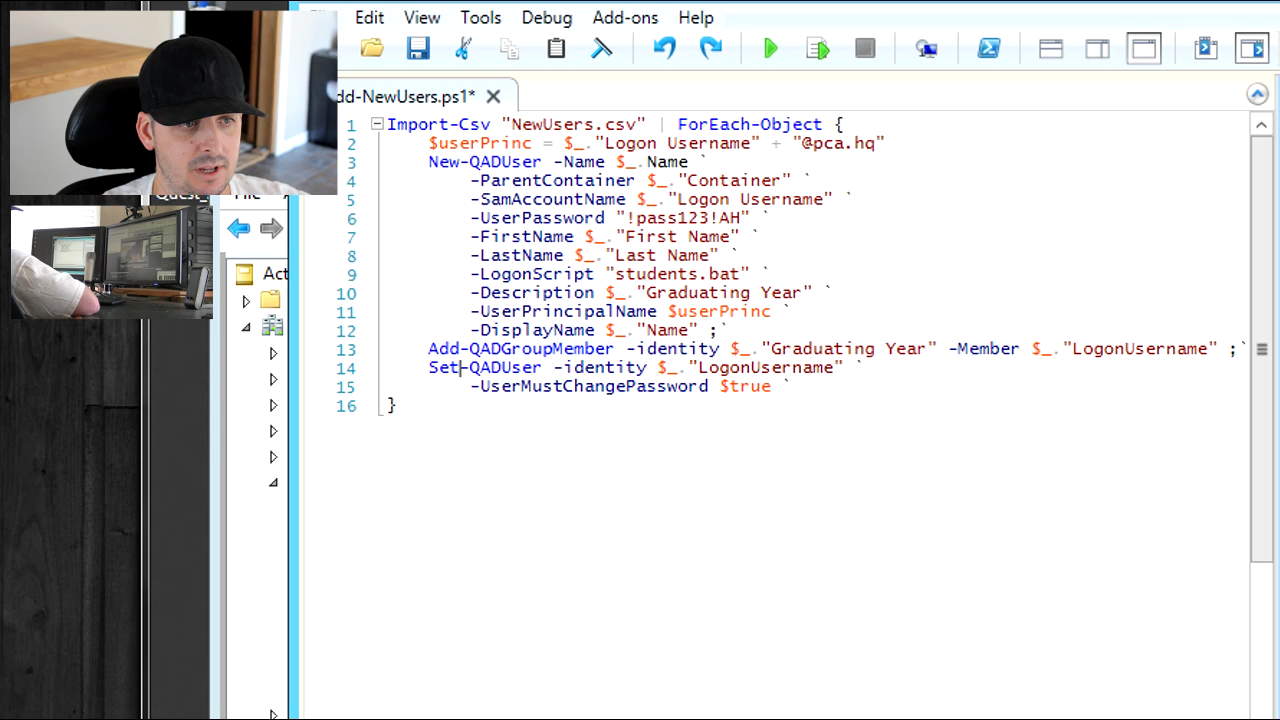 Edit View Tools Debug Add-ons Help
dd-NewUsers.ps1*
1 Import-Csv "NewUsers.csv" | ForEach-Object {
2 $userPrinc = $_."Logon Username" + "@pca.hq"
3 New-QADUser -Name $_.Name `
4 -ParentContainer $_."Container" `
5 -SamAccountName $_."Logon Username" `
6 -UserPassword "!pass123!AH" `
7 -FirstName $_."First Name" `
8 -LastName $_."Last Name" `
9 -LogonScript "students.bat" `
10 -Description $_."Graduating Year" `
11 -UserPrincipalName $userPrinc `
12 -DisplayName $_."Name" ;`
13 Add-QADGroupMember -identity $_."Graduating Year" -Member $_."LogonUsername" ;`
14 Set-QADUser -identity $_."LogonUsername" `
15 -UserMustChangePassword $true `
16 }
Quest_
Act